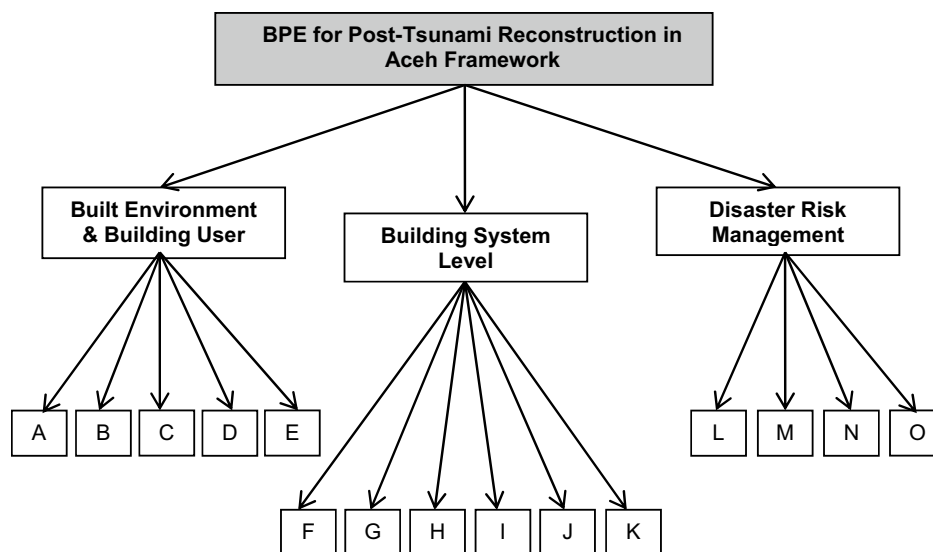 BPE for Post-Tsunami Reconstruction in
Aceh Framework
Built Environment
& Building User
Building System
Level
Disaster Risk
Management
A B C D E
L M N O
F G H I J K